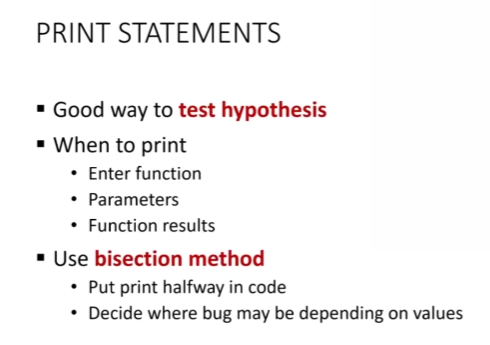 PRINT STATEMENTS
▪ Good way to test hypothesis
▪ When to print
• Enter function
• Parameters
• Function results
▪ Use bisection method
• Put print halfway in code
• Decide where bug may be depending on values